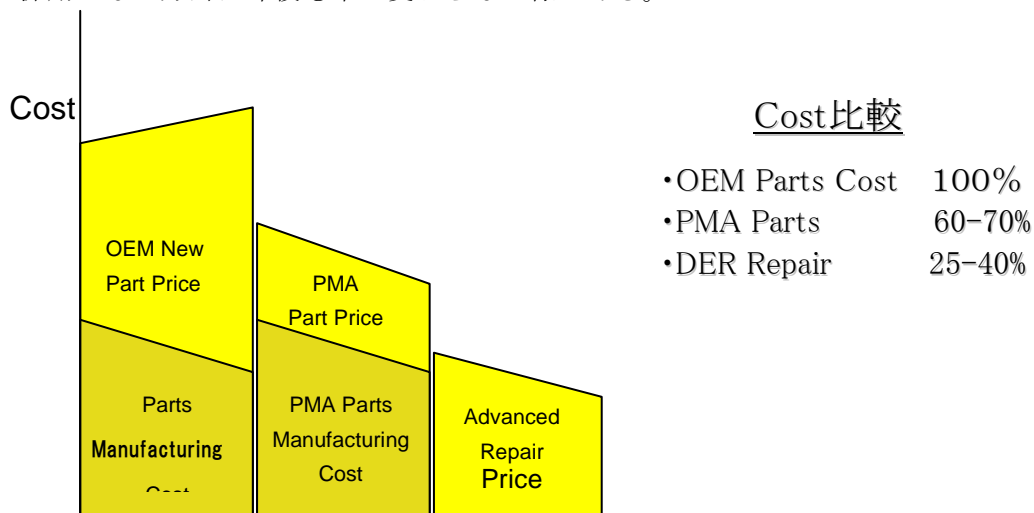 Cost
OEM New
Part Price
Parts
Manufacturing
PMA
Part Price
PMA Parts
Manufacturing
Cost
Advanced
Repair
Price
Cost比較
・OEM Parts Cost 100%
・PMA Parts 60-70%
・DER Repair 25-40%